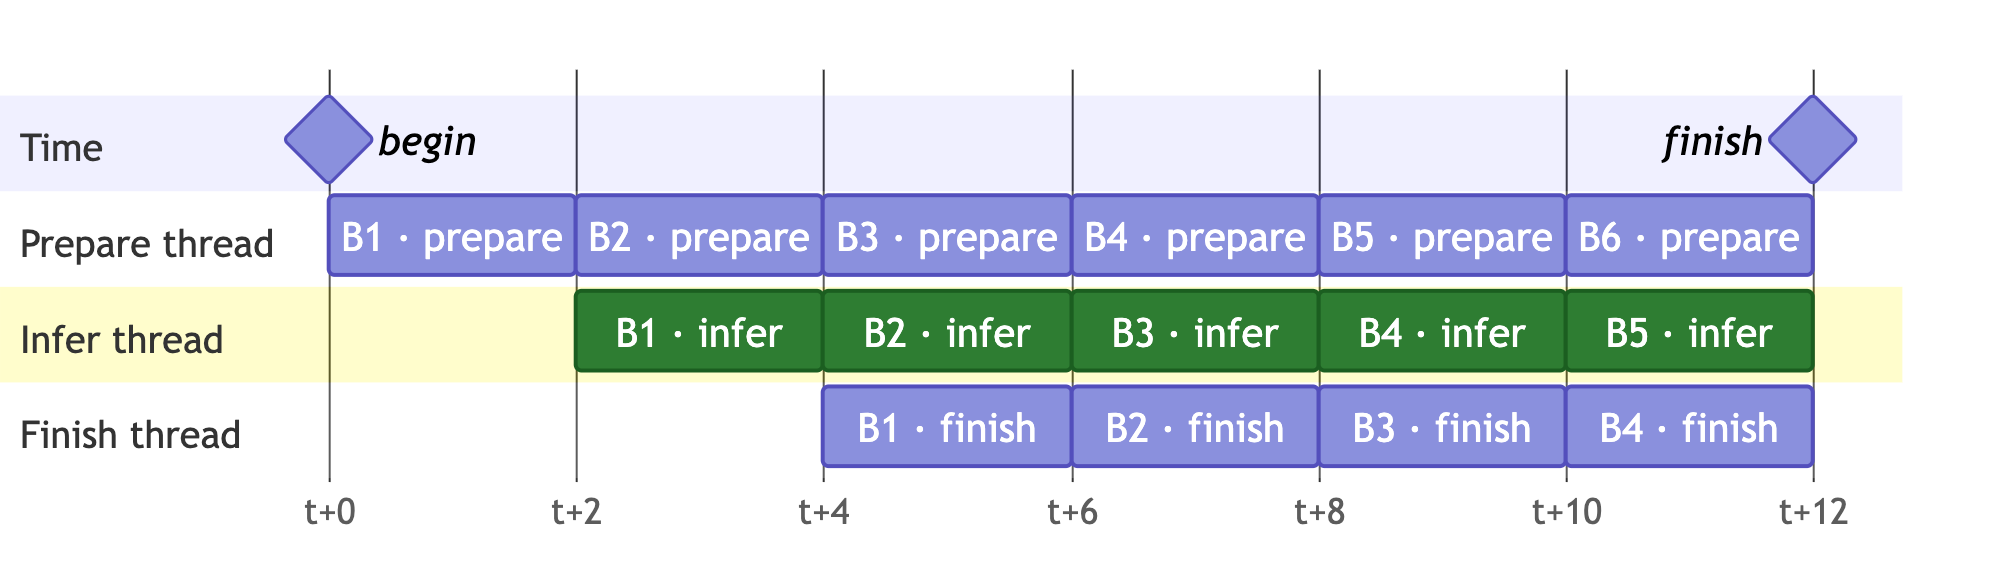 Time
begin
finish
Prepare thread
B1 · prepare
B2 · prepare
B3 · prepare
B4 · prepare
B5 · prepare
B6 · prepare
Infer thread
B1 · infer
B2 · infer
B3 · infer
B4 · infer
B5 · infer
Finish thread
B1 · finish
B2 · finish
B3 · finish
B4 · finish
t+0
t+2
t+4
t+6
t+8
t+10
t+12